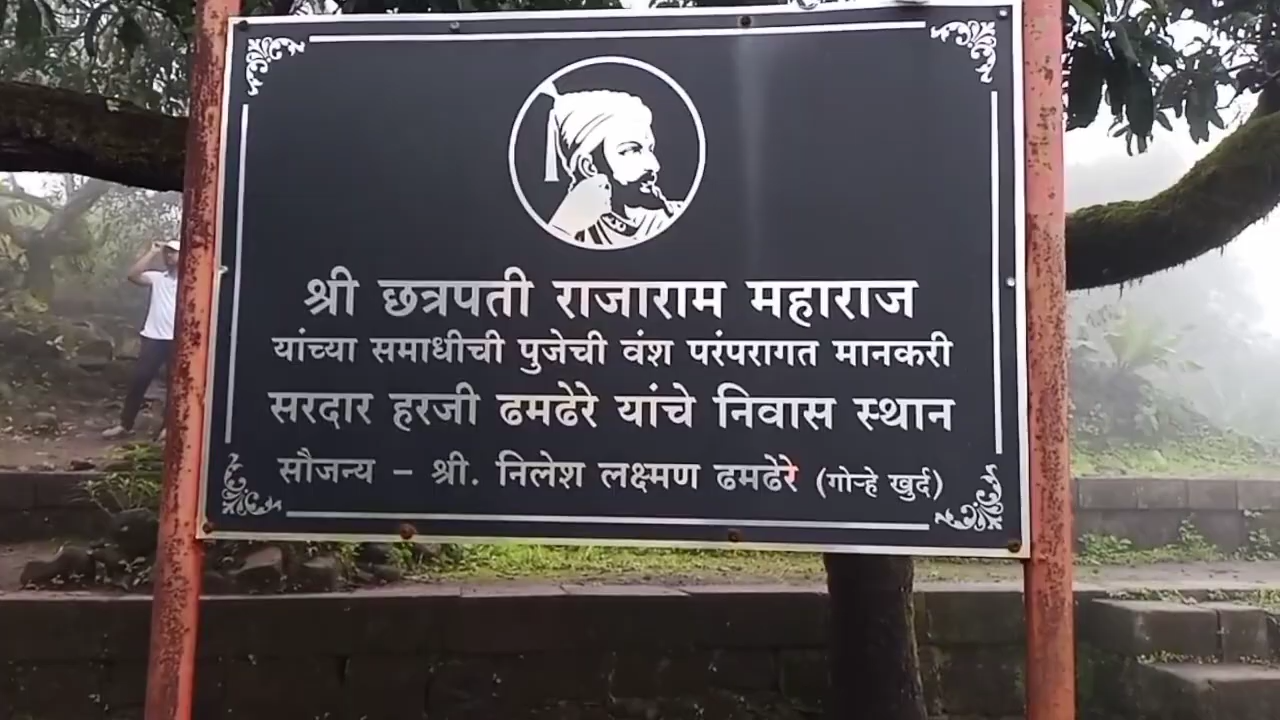 श्री छत्रपती राजाराम महाराज
यांच्या समाधीची पुजेची वंश परंपरागत मानकरी
सरदार हरजी ढमढेरे यांचे निवास स्थान
सौजन्य – श्री. निलेश लक्ष्मण ढमढेरे (गोऱ्हे खुर्द)